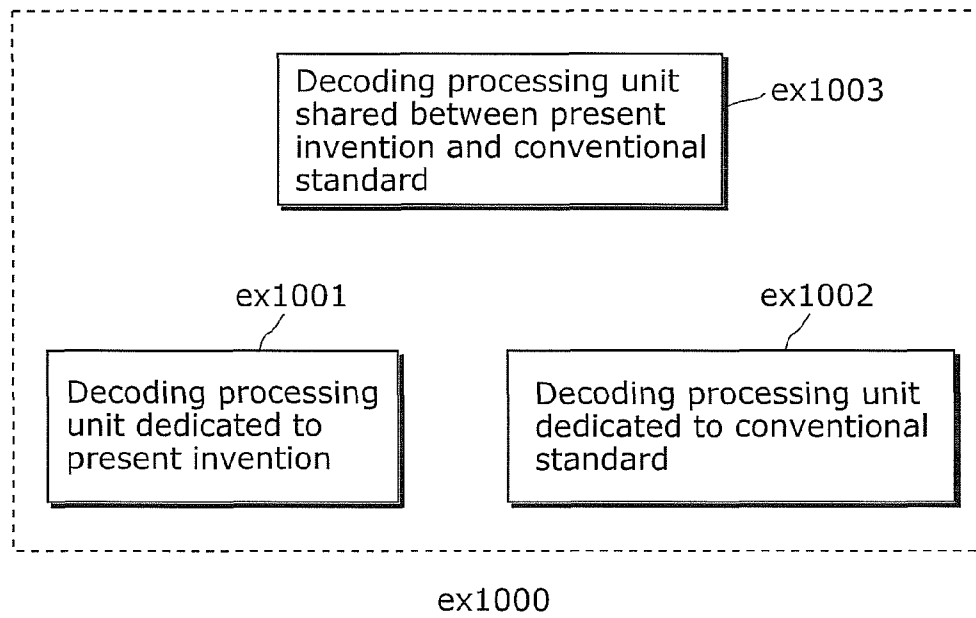 Decoding processing unit
shared between present
invention and conventional
standard
ex1003
ex1001
Decoding processing
unit dedicated to
present invention
ex1002
Decoding processing unit
dedicated to conventional
standard
ex1000